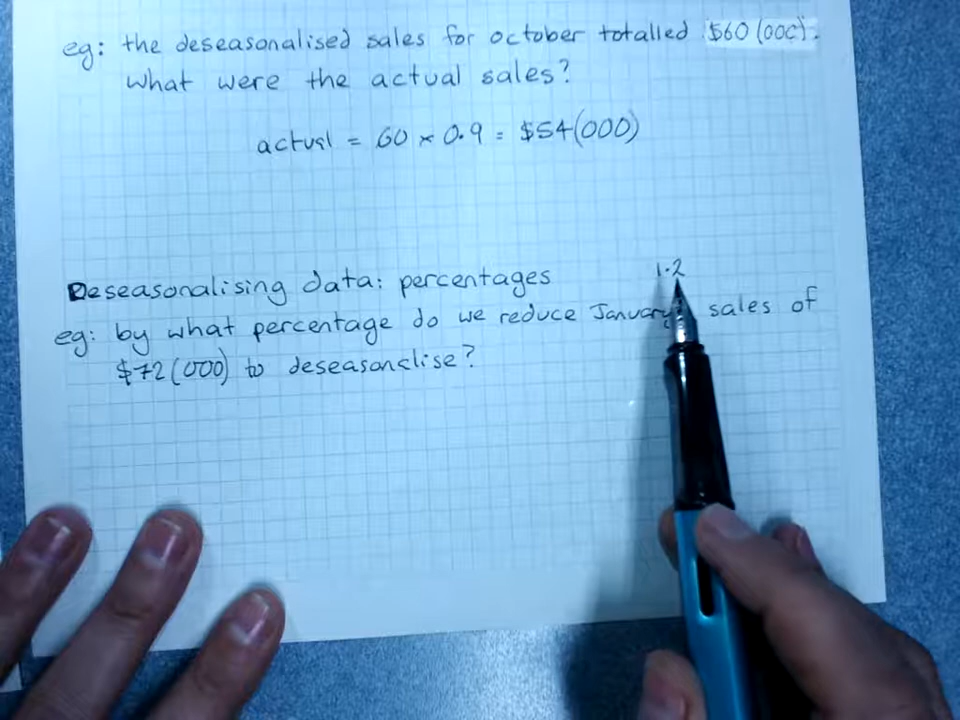 eg: the deseasonalised sales for october totalled $60(000).
What were the actual sales?
actual = 60 × 0.9 = $54(000)
Deseasonalising data: percentages
1.2
eg: by what percentage do we reduce January sales of
$72(000) to deseasonalise?